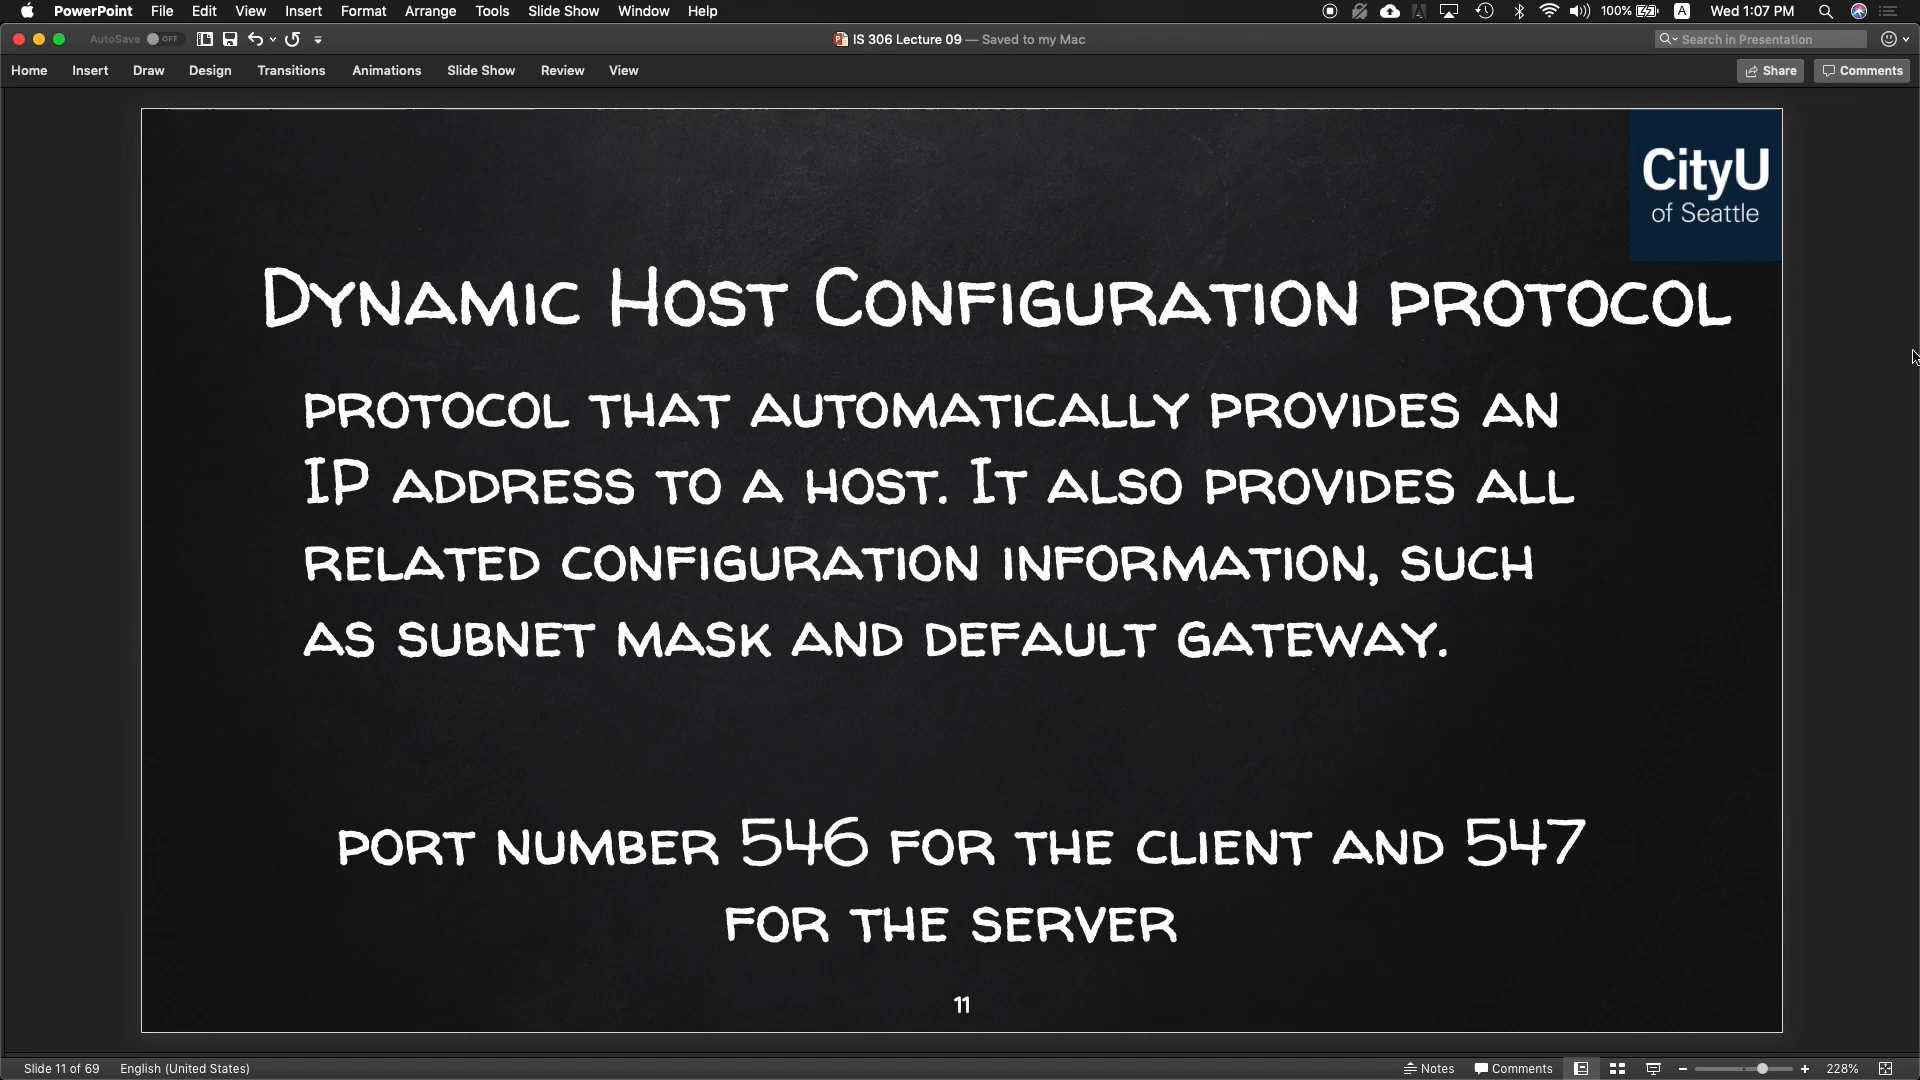 PowerPoint File Edit View Insert Format Arrange Tools Slide Show Window Help 100% A Wed 1:07 PM
AutoSave OFF IS 306 Lecture 09 — Saved to my Mac Search in Presentation
Home Insert Draw Design Transitions Animations Slide Show Review View Share Comments
CityU
of Seattle
Dynamic Host Configuration protocol
protocol that automatically provides an
IP address to a host. It also provides all
related configuration information, such
as subnet mask and default gateway.
port number 546 for the client and 547
for the server
11
Slide 11 of 69 English (United States) Notes Comments 228%